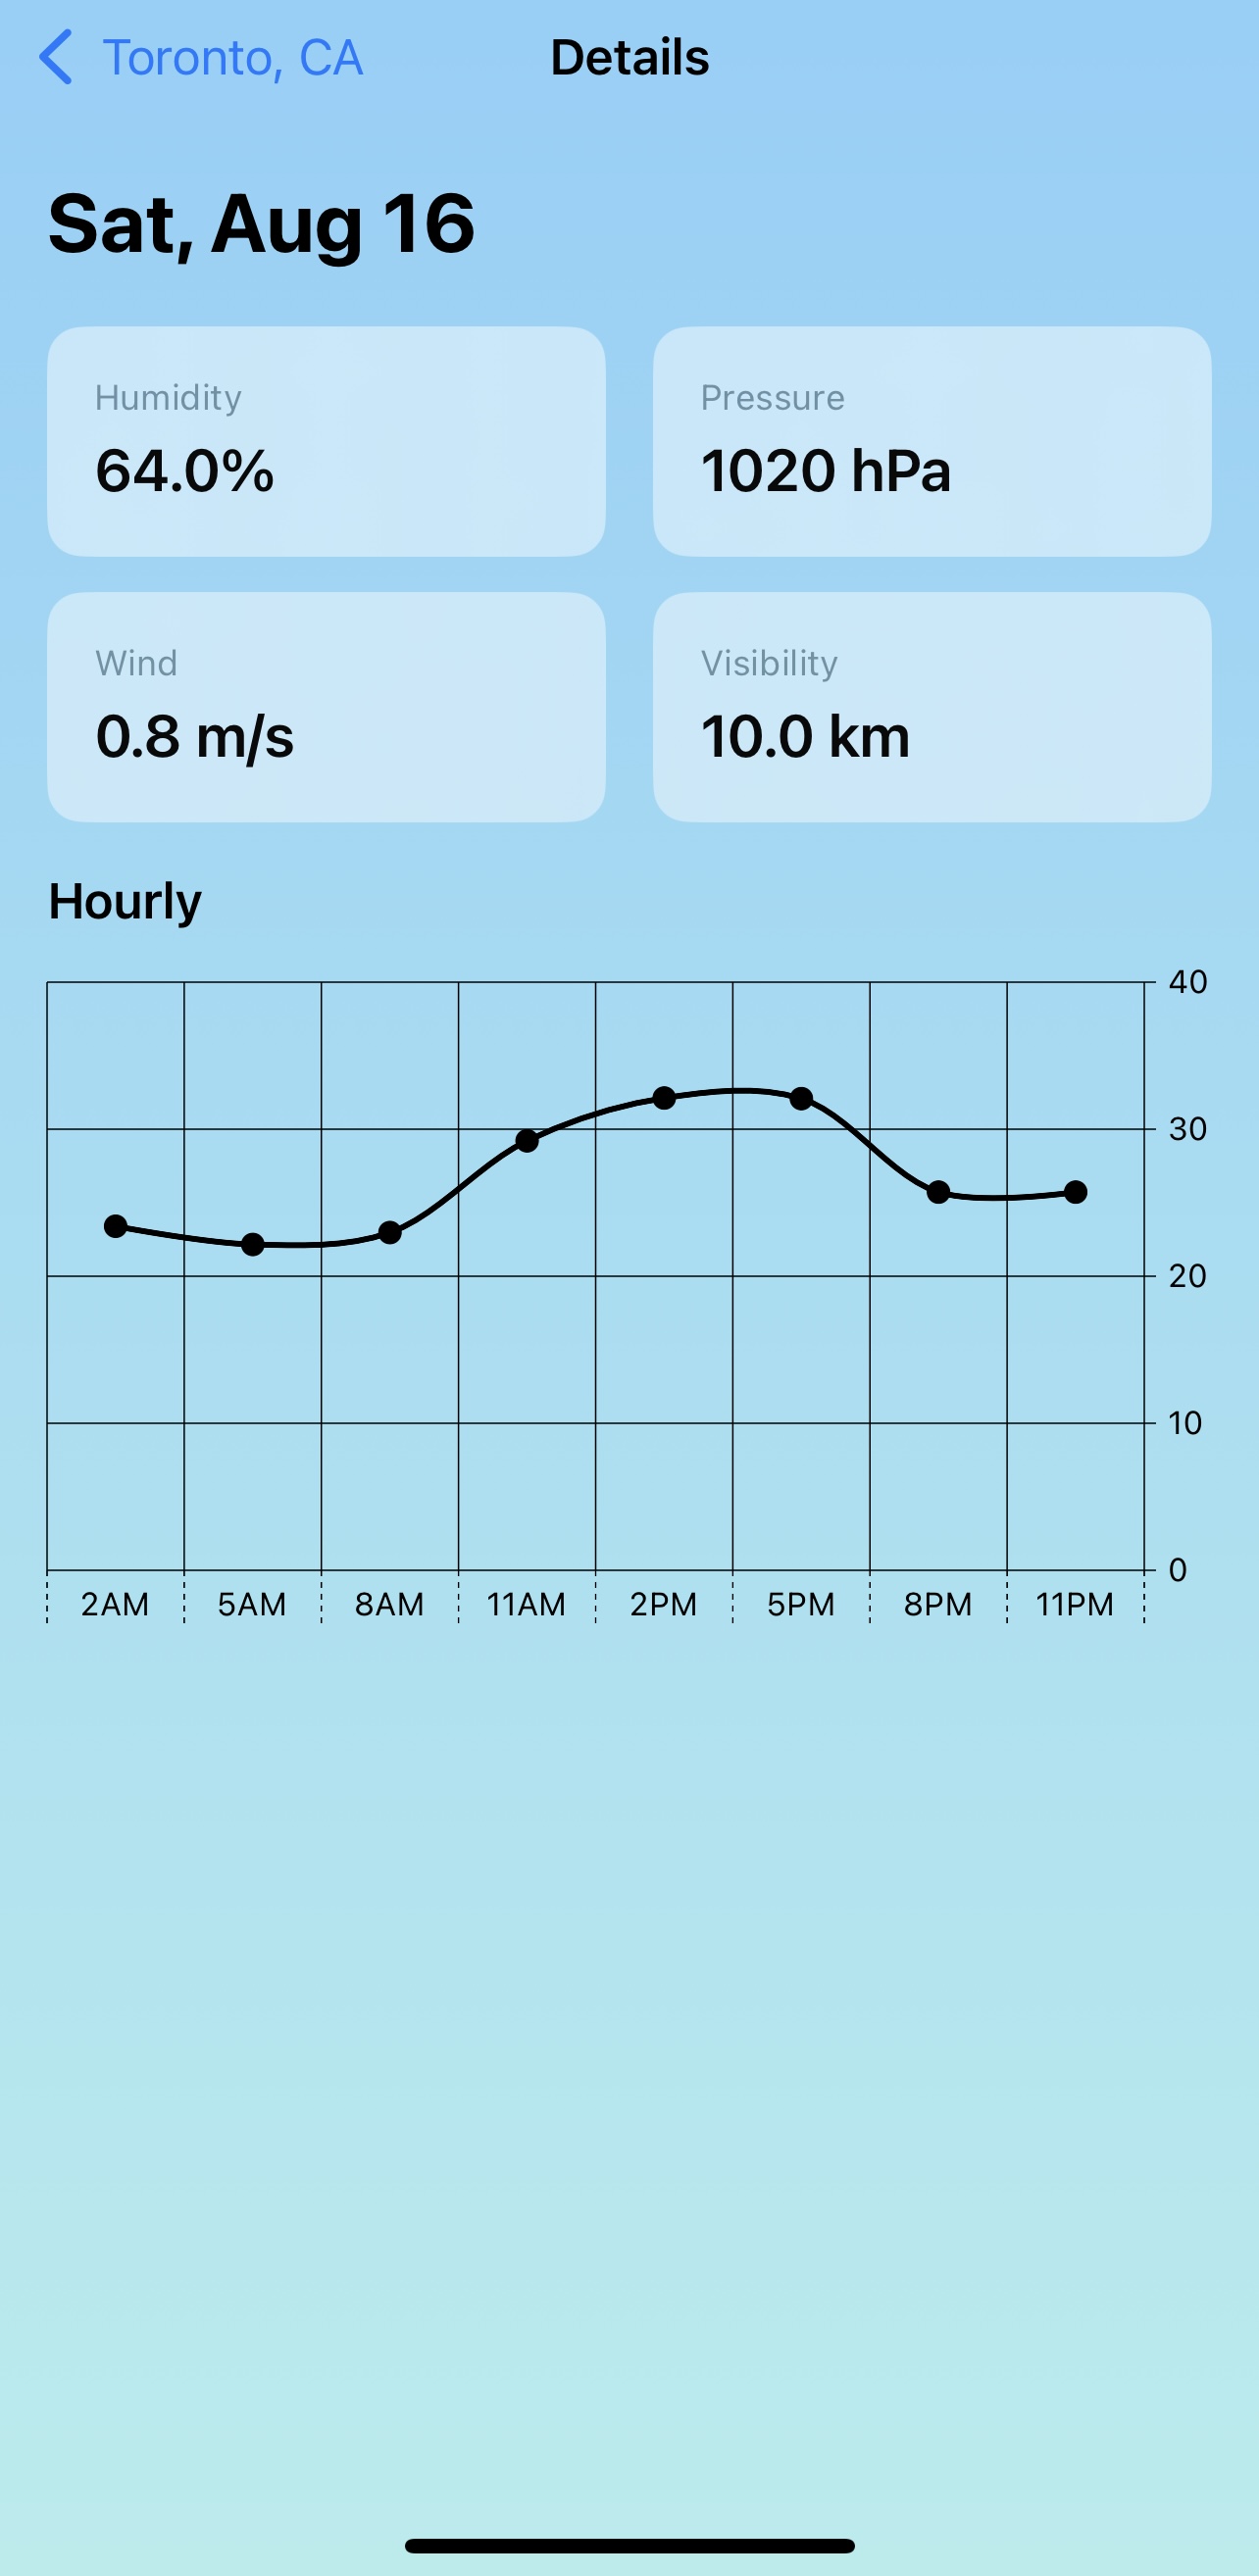 Toronto, CA Details
Sat, Aug 16
Humidity
64.0%
Pressure
1020 hPa
Wind
0.8 m/s
Visibility
10.0 km
Hourly
40
30
20
10
0
2AM 5AM 8AM 11AM 2PM 5PM 8PM 11PM